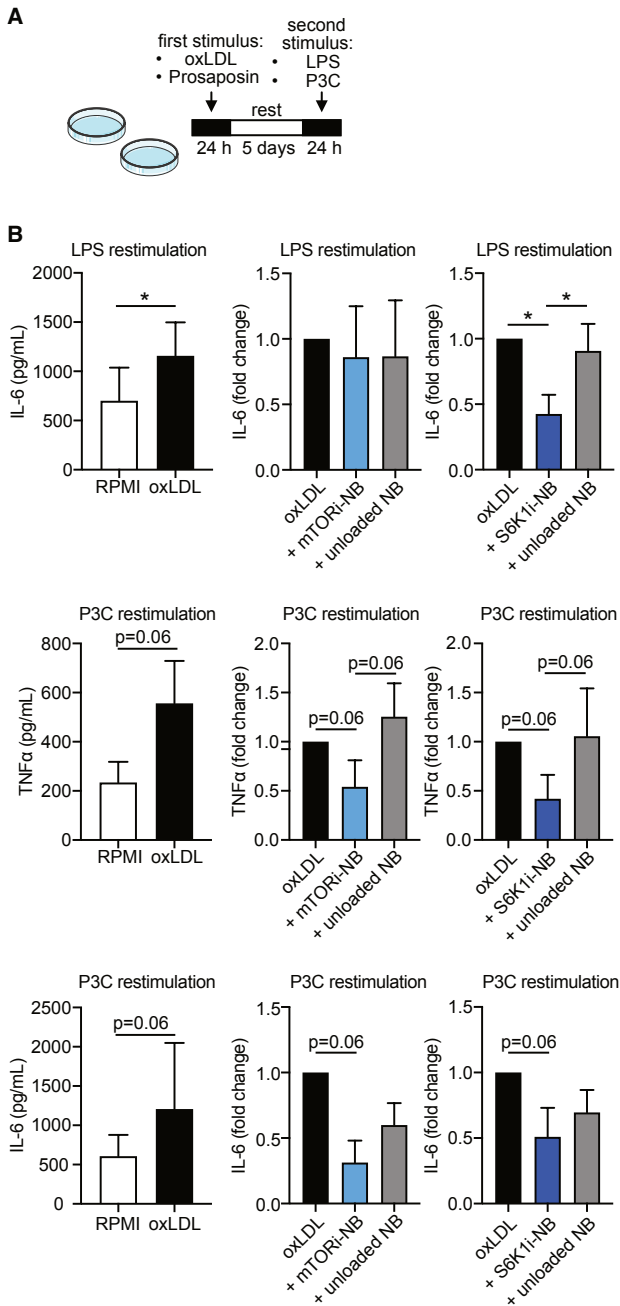 A
first stimulus:
• oxLDL
• Prosaposin
second
stimulus:
• LPS
• P3C
rest
24 h 5 days 24 h
B
LPS restimulation
2000
1500
1000
500
0
IL-6 (pg/mL)
*
RPMI oxLDL
LPS restimulation
1.5
1.0
0.5
0.0
IL-6 (fold change)
oxLDL
+ mTORi-NB
+ unloaded NB
LPS restimulation
1.5
1.0
0.5
0.0
IL-6 (fold change)
* *
oxLDL
+ S6K1i-NB
+ unloaded NB
P3C restimulation
800
600
400
200
0
TNFα (pg/mL)
p=0.06
RPMI oxLDL
P3C restimulation
2.0
1.5
1.0
0.5
0.0
TNFα (fold change)
p=0.06
p=0.06
oxLDL
+ mTORi-NB
+ unloaded NB
P3C restimulation
2.0
1.5
1.0
0.5
0.0
TNFα (fold change)
p=0.06
p=0.06
oxLDL
+ S6K1i-NB
+ unloaded NB
P3C restimulation
2500
2000
1500
1000
500
0
IL-6 (pg/mL)
p=0.06
RPMI oxLDL
P3C restimulation
1.5
1.0
0.5
0.0
IL-6 (fold change)
p=0.06
oxLDL
+ mTORi-NB
+ unloaded NB
P3C restimulation
1.5
1.0
0.5
0.0
IL-6 (fold change)
p=0.06
oxLDL
+ S6K1i-NB
+ unloaded NB